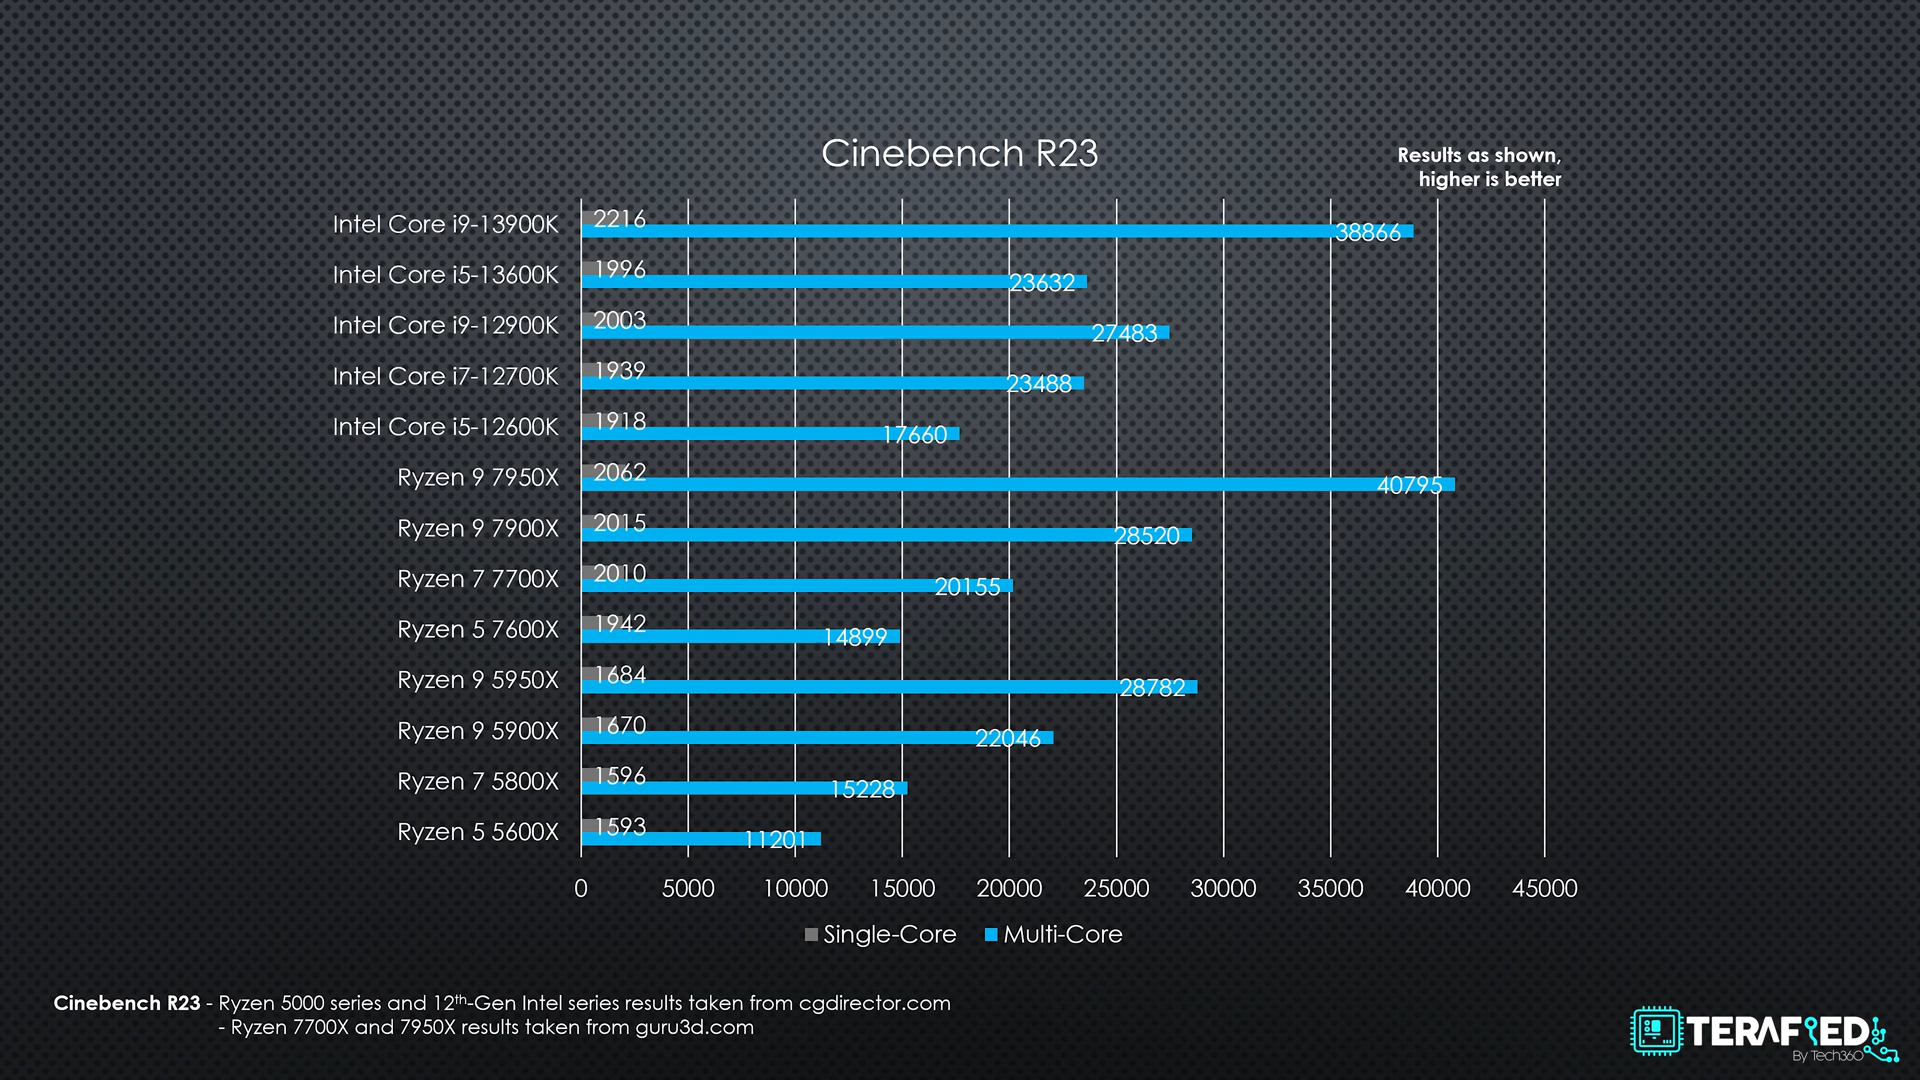 Cinebench R23
Results as shown,
higher is better
Intel Core i9-13900K 2216 38866
Intel Core i5-13600K 1996 23632
Intel Core i9-12900K 2003 27483
Intel Core i7-12700K 1939 23488
Intel Core i5-12600K 1918 17660
Ryzen 9 7950X 2062 40795
Ryzen 9 7900X 2015 28520
Ryzen 7 7700X 2010 20155
Ryzen 5 7600X 1942 14899
Ryzen 9 5950X 1684 28782
Ryzen 9 5900X 1670 22046
Ryzen 7 5800X 1596 15228
Ryzen 5 5600X 1593 11201
0 5000 10000 15000 20000 25000 30000 35000 40000 45000
Single-Core Multi-Core
Cinebench R23 - Ryzen 5000 series and 12th-Gen Intel series results taken from cgdirector.com
- Ryzen 7700X and 7950X results taken from guru3d.com
TERAFIED
By Tech360